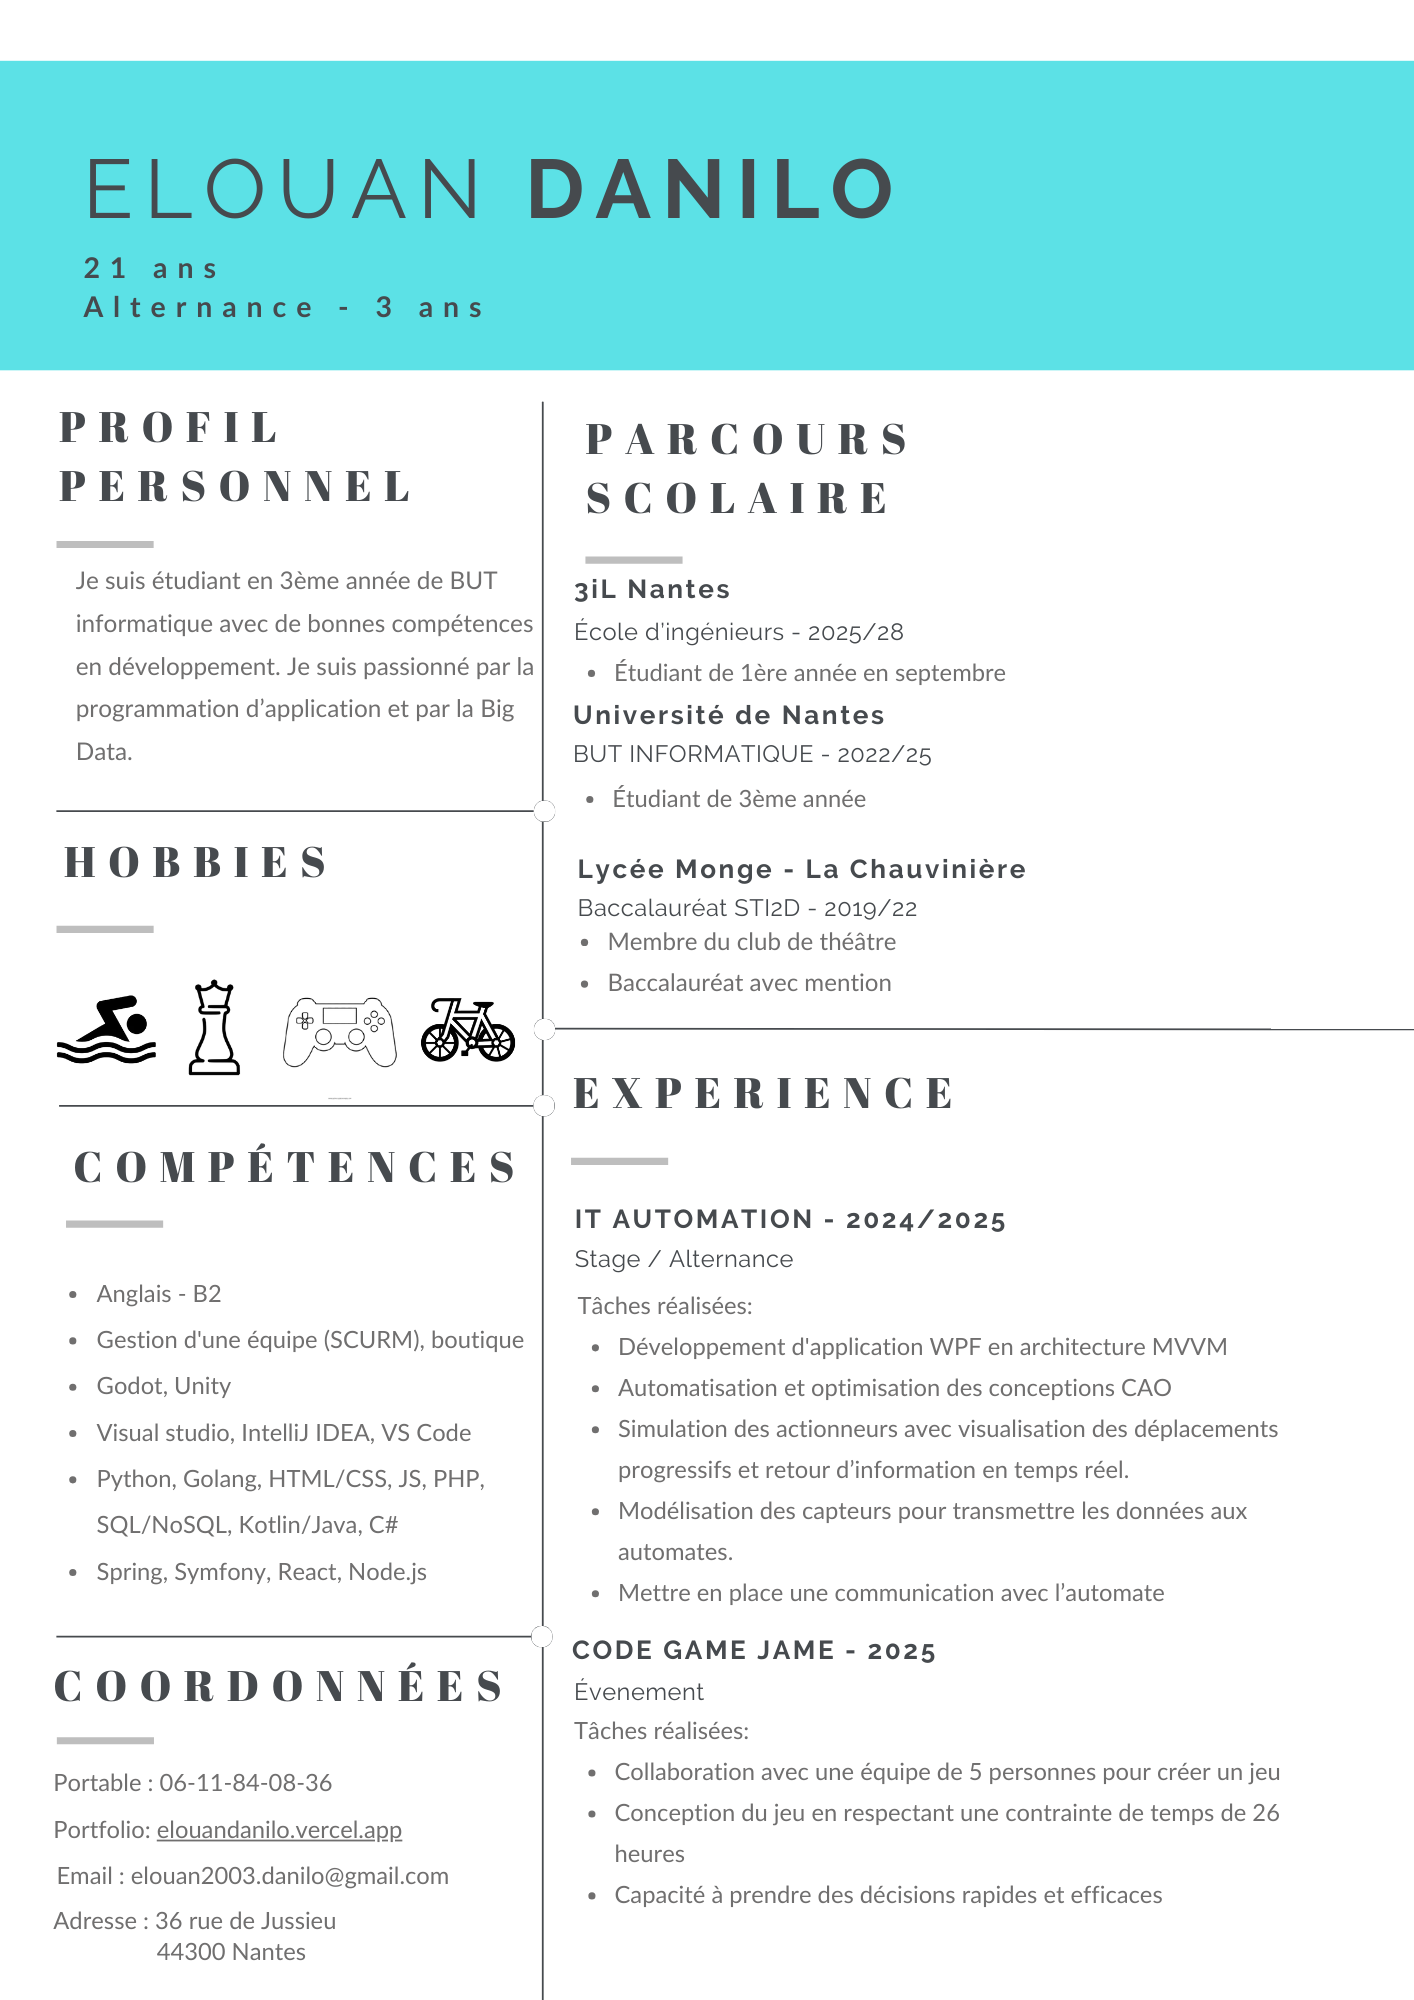 ELOUAN DANILO
21 ans
Alternance - 3 ans
PROFIL
PERSONNEL
Je suis étudiant en 3ème année de BUT
informatique avec de bonnes compétences
en développement. Je suis passionné par la
programmation d’application et par la Big
Data.
HOBBIES
COMPÉTENCES
Anglais - B2
Gestion d'une équipe (SCURM), boutique
Godot, Unity
Visual studio, IntelliJ IDEA, VS Code
Python, Golang, HTML/CSS, JS, PHP,
SQL/NoSQL, Kotlin/Java, C#
Spring, Symfony, React, Node.js
COORDONNÉES
Portable : 06-11-84-08-36
Portfolio: elouandanilo.vercel.app
Email : elouan2003.danilo@gmail.com
Adresse : 36 rue de Jussieu
44300 Nantes
PARCOURS
SCOLAIRE
3iL Nantes
École d’ingénieurs - 2025/28
Étudiant de 1ère année en septembre
Université de Nantes
BUT INFORMATIQUE - 2022/25
Étudiant de 3ème année
Lycée Monge - La Chauvinière
Baccalauréat STI2D - 2019/22
Membre du club de théâtre
Baccalauréat avec mention
EXPERIENCE
IT AUTOMATION - 2024/2025
Stage / Alternance
Tâches réalisées:
Développement d'application WPF en architecture MVVM
Automatisation et optimisation des conceptions CAO
Simulation des actionneurs avec visualisation des déplacements
progressifs et retour d’information en temps réel.
Modélisation des capteurs pour transmettre les données aux
automates.
Mettre en place une communication avec l’automate
CODE GAME JAME - 2025
Évenement
Tâches réalisées:
Collaboration avec une équipe de 5 personnes pour créer un jeu
Conception du jeu en respectant une contrainte de temps de 26
heures
Capacité à prendre des décisions rapides et efficaces